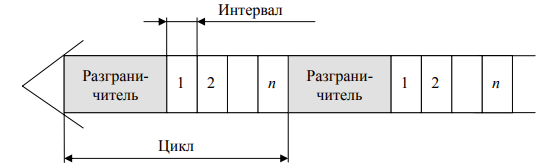 Интервал
Разграни-
читель
1
2
n
Разграни-
читель
1
2
n
Цикл